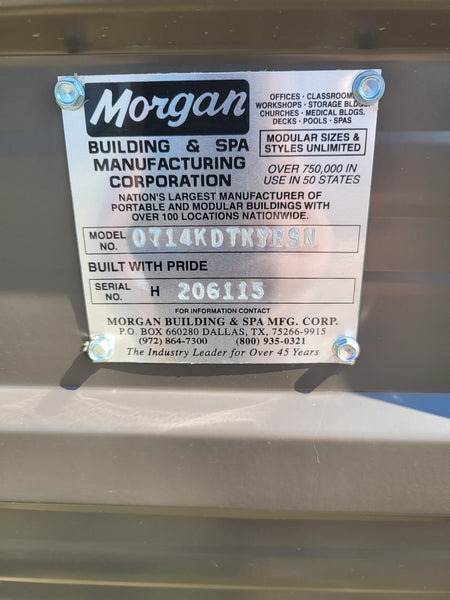 Morgan
OFFICES · CLASSROOMS
WORKSHOPS · STORAGE BLDGS.
CHURCHES · MEDICAL BLDGS.
DECKS · POOLS · SPAS
MODULAR SIZES &
STYLES UNLIMITED
BUILDING & SPA
MANUFACTURING
CORPORATION
OVER 750,000 IN
USE IN 50 STATES
NATION'S LARGEST MANUFACTURER OF
PORTABLE AND MODULAR BUILDINGS WITH
OVER 100 LOCATIONS NATIONWIDE.
MODEL NO. 0714KDTKYRSN
BUILT WITH PRIDE
SERIAL NO. H 206115
FOR INFORMATION CONTACT
MORGAN BUILDING & SPA MFG. CORP.
P.O. BOX 660280 DALLAS, TX, 75266-9915
(972) 864-7300 (800) 935-0321
The Industry Leader for Over 45 Years